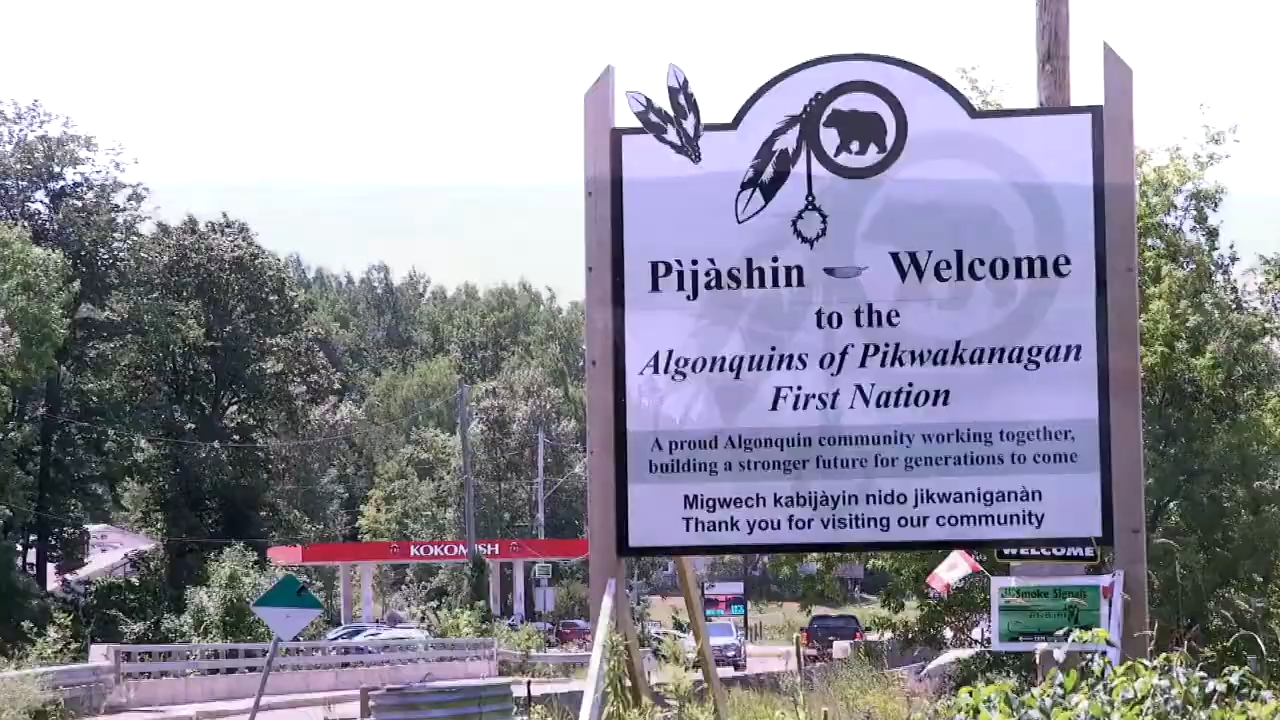 Pìjàshin Welcome
to the
Algonquins of Pikwakanagan
First Nation
A proud Algonquin community working together,
building a stronger future for generations to come
Migwech kabijàyin nido jikwaniganàn
Thank you for visiting our community
KOKOMISH
WELCOME
Smoke Signals